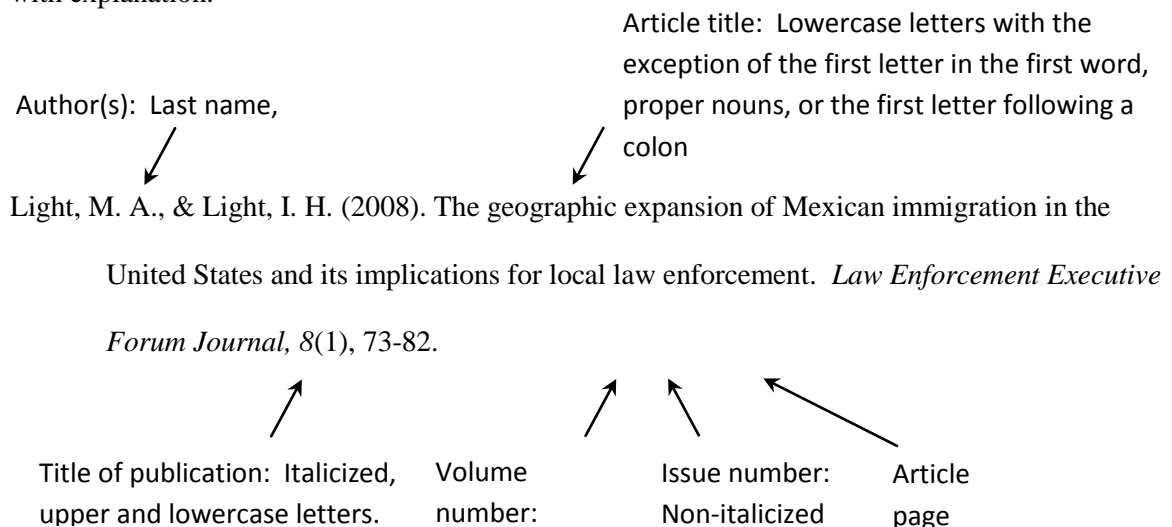 with explanation.
Article title: Lowercase letters with the
exception of the first letter in the first word,
proper nouns, or the first letter following a
colon
Author(s): Last name,
Light, M. A., & Light, I. H. (2008). The geographic expansion of Mexican immigration in the
United States and its implications for local law enforcement. Law Enforcement Executive
Forum Journal, 8(1), 73-82.
Title of publication: Italicized,
upper and lowercase letters.
Volume
number:
Issue number:
Non-italicized
Article
page